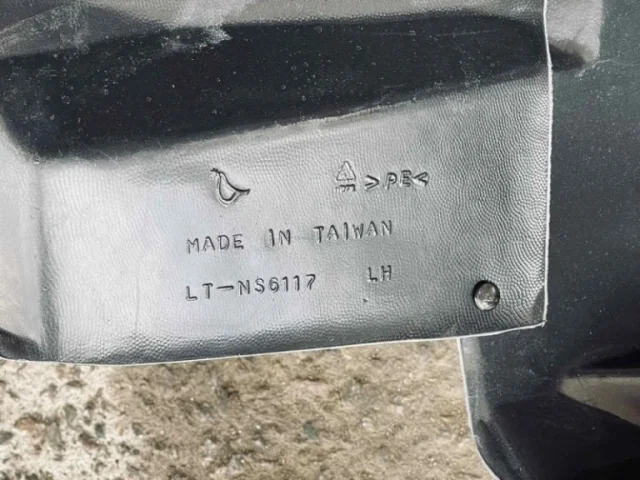 >PE<
MADE IN TAIWAN
LT-NS6117 LH